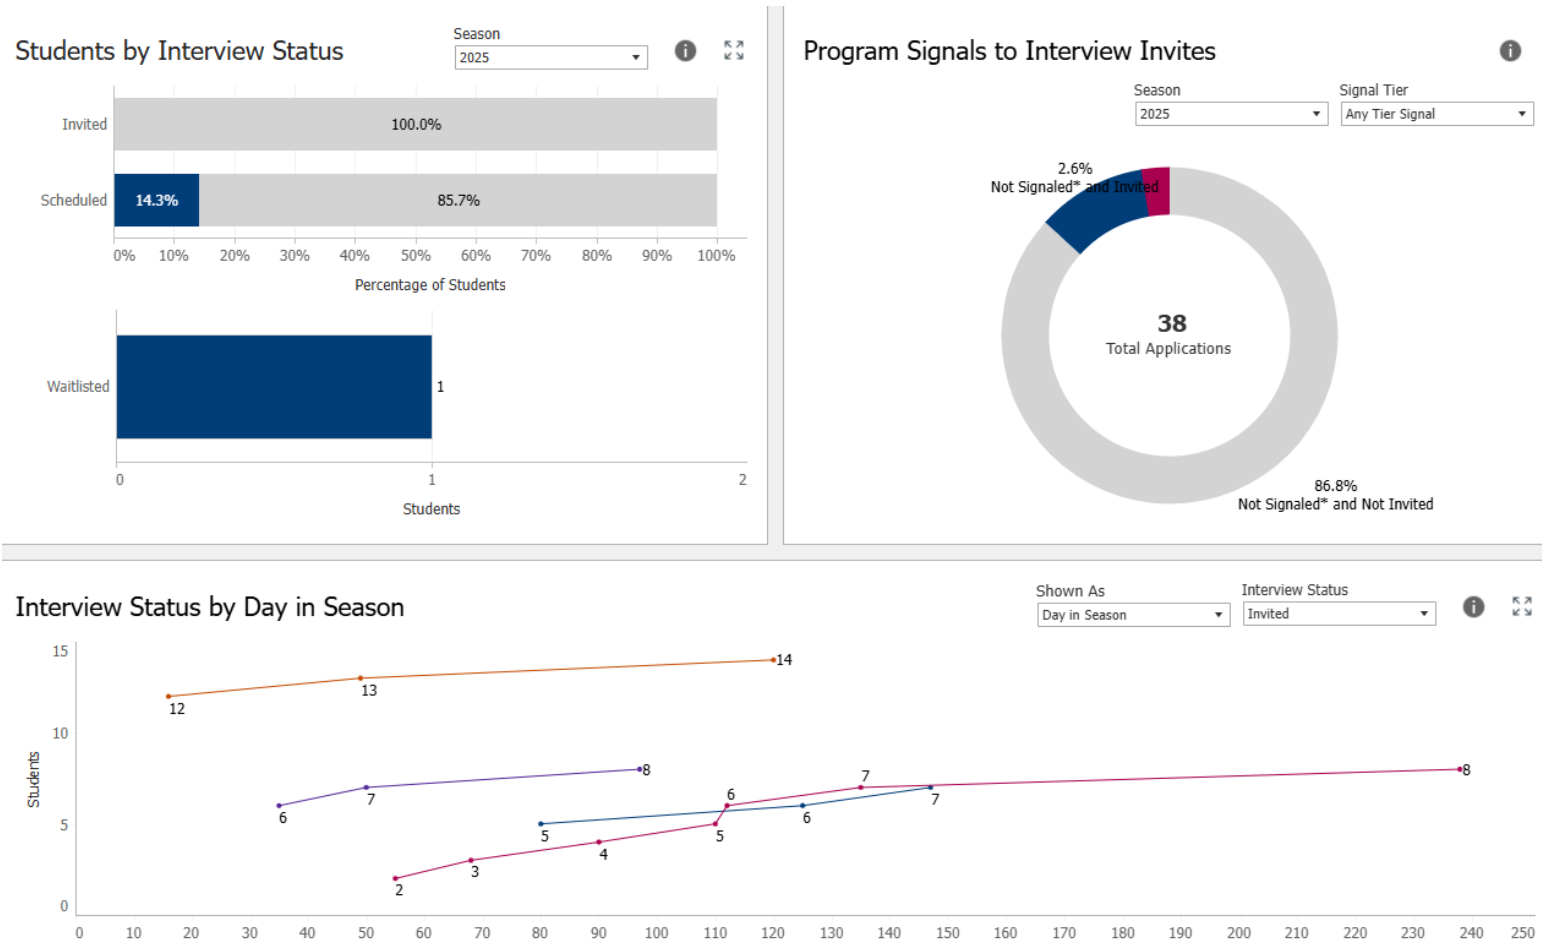 Students by Interview Status
Season
2025
Invited
100.0%
Scheduled
14.3%
85.7%
0% 10% 20% 30% 40% 50% 60% 70% 80% 90% 100%
Percentage of Students
Waitlisted
1
0 1 2
Students
Program Signals to Interview Invites
Season
2025
Signal Tier
Any Tier Signal
2.6%
Not Signaled* and Invited
38
Total Applications
86.8%
Not Signaled* and Not Invited
Interview Status by Day in Season
Shown As
Day in Season
Interview Status
Invited
Students
15
10
5
0
12
13
14
6
7
8
5
6
7
2
3
4
5
6
7
8
0 10 20 30 40 50 60 70 80 90 100 110 120 130 140 150 160 170 180 190 200 210 220 230 240 250